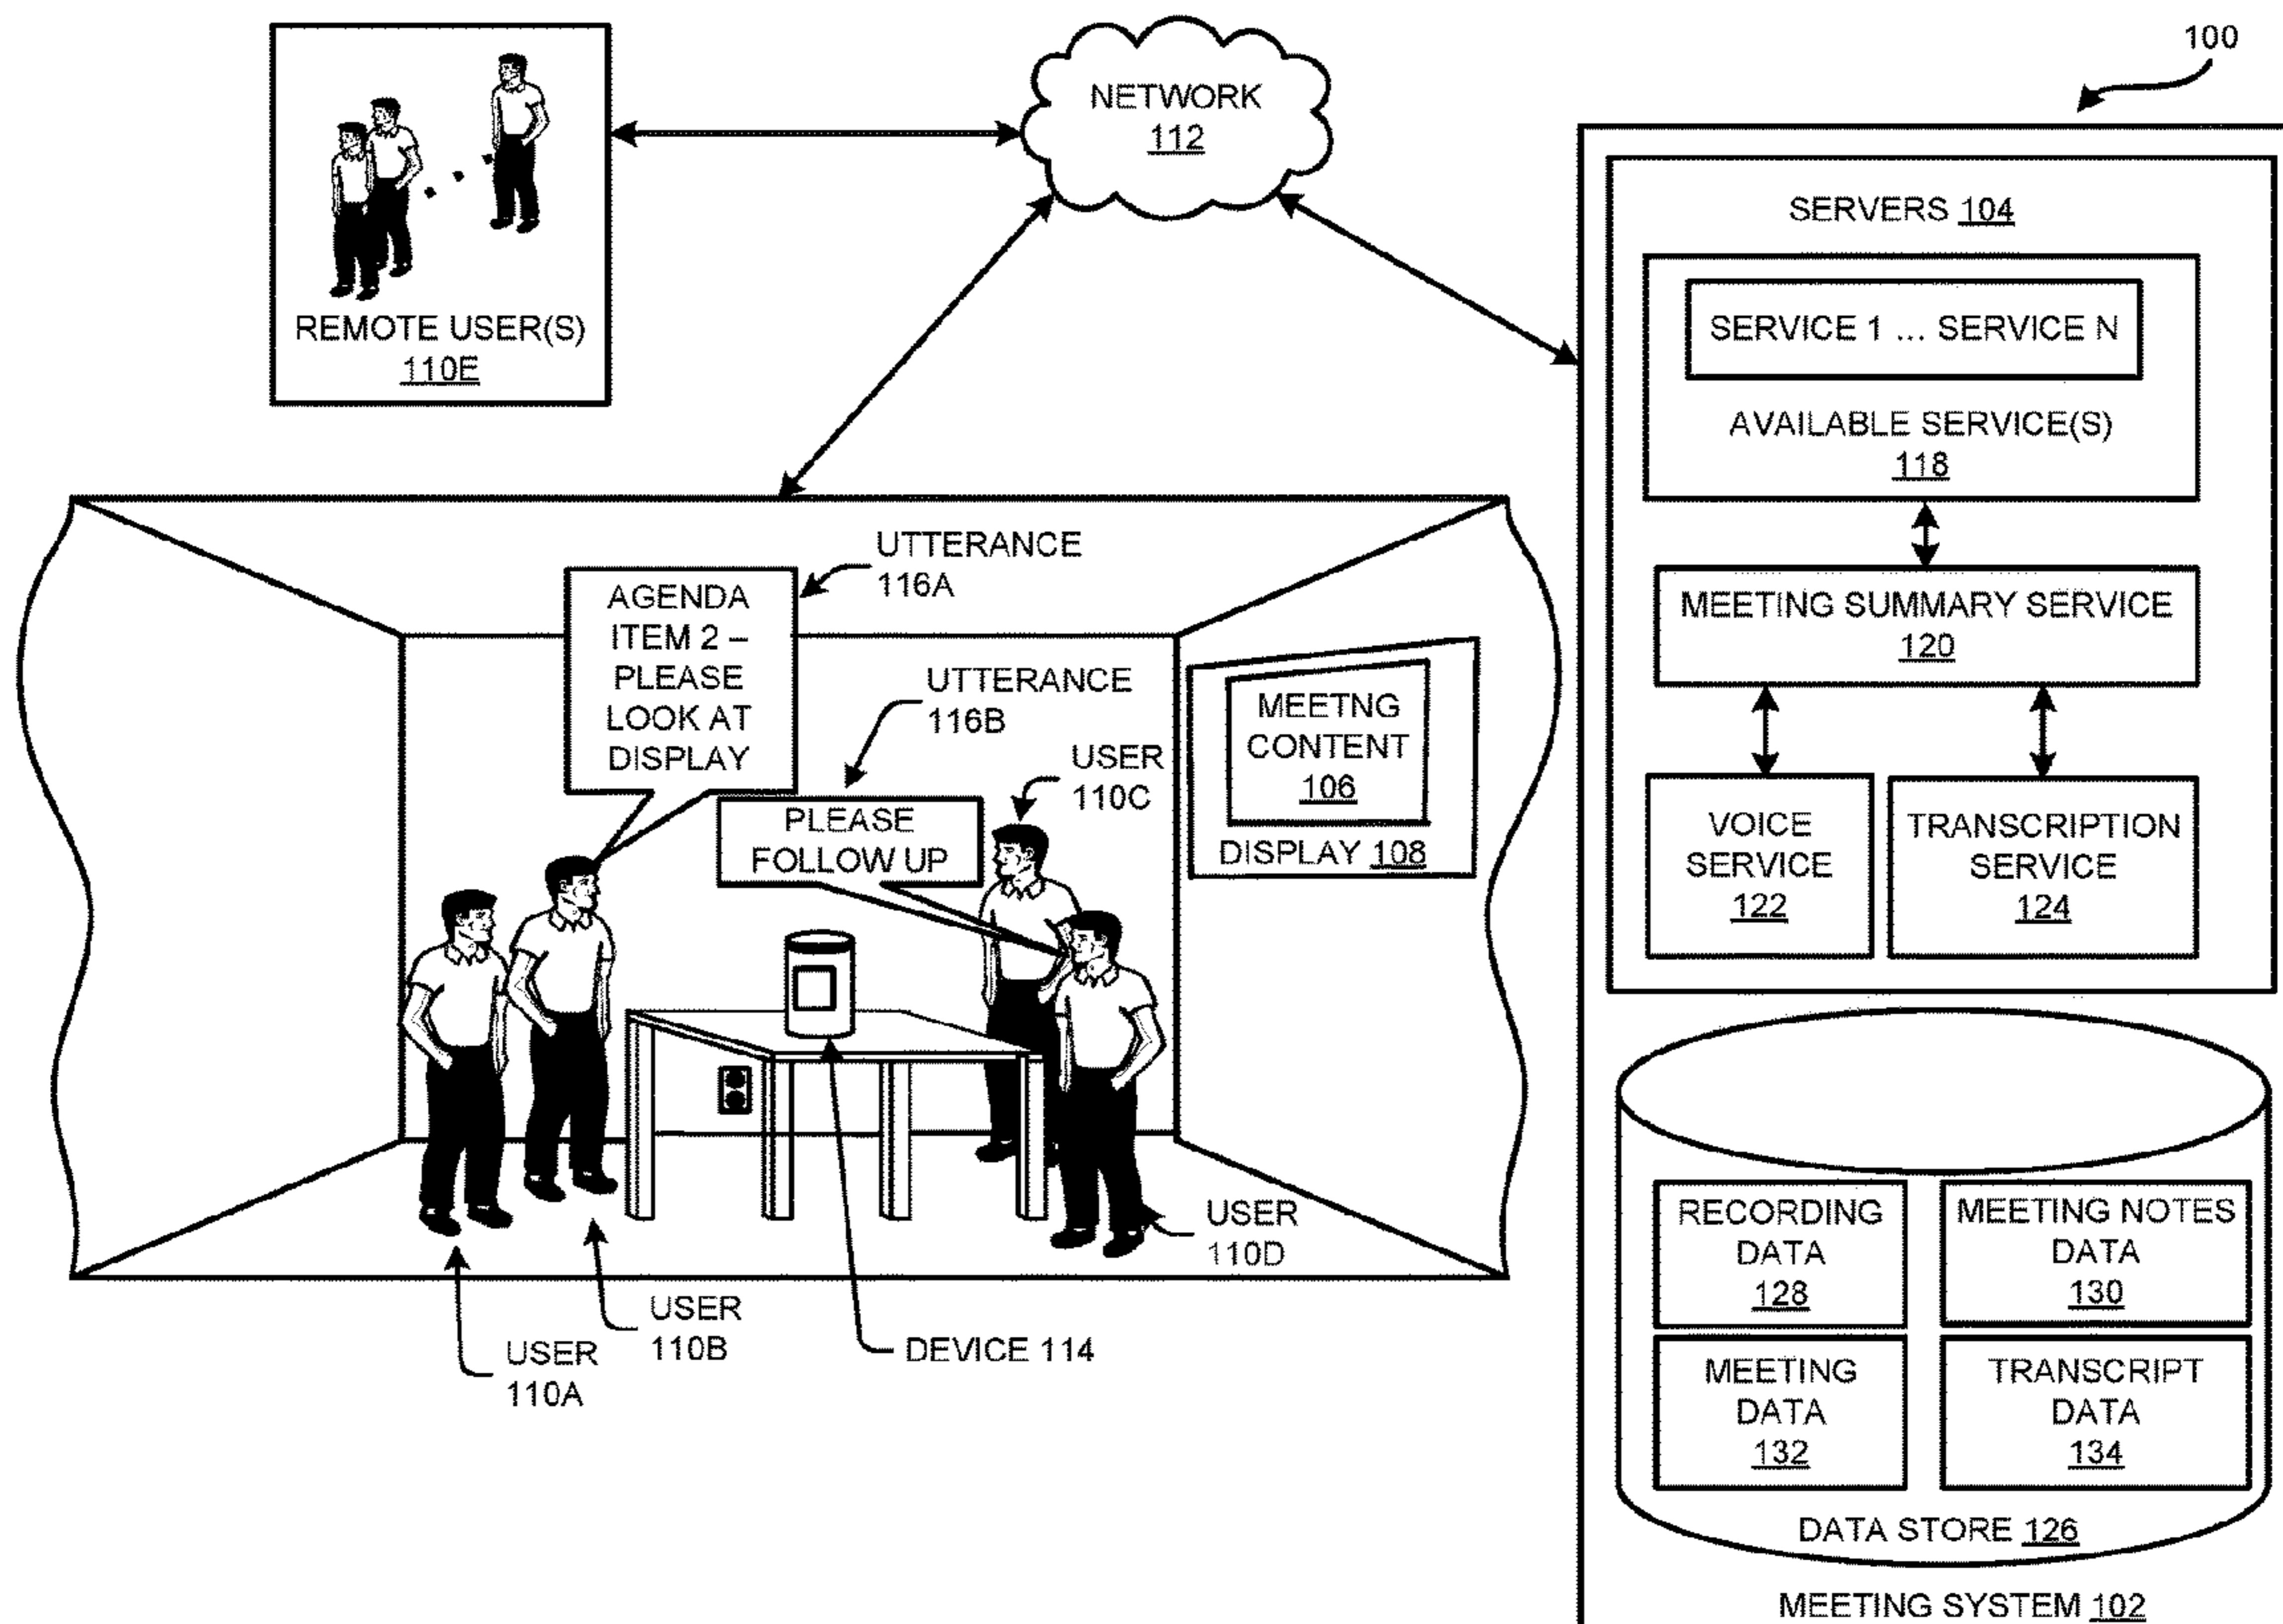 100
NETWORK
112
REMOTE USER(S)
110E
SERVERS 104
SERVICE 1 ... SERVICE N
AVAILABLE SERVICE(S)
118
MEETING SUMMARY SERVICE
120
VOICE
SERVICE
122
TRANSCRIPTION
SERVICE
124
UTTERANCE
116A
AGENDA
ITEM 2 –
PLEASE
LOOK AT
DISPLAY
UTTERANCE
116B
PLEASE
FOLLOW UP
USER
110C
MEETNG
CONTENT
106
DISPLAY 108
USER
110D
USER
110B
USER
110A
DEVICE 114
RECORDING
DATA
128
MEETING NOTES
DATA
130
MEETING
DATA
132
TRANSCRIPT
DATA
134
DATA STORE 126
MEETING SYSTEM 102